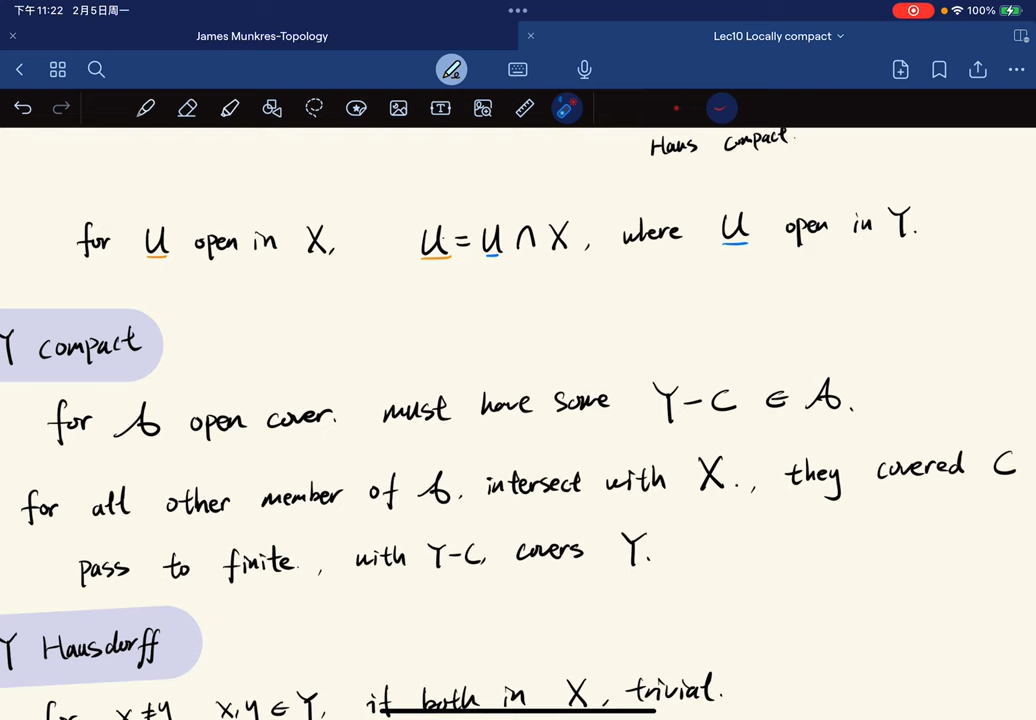 下午11:22 2月5日周一
100%
James Munkres-Topology
Lec10 Locally compact
Haus compact.
for U open in X, U = U ∩ X, where U open in Y.
Y compact
for A open cover. must have some Y-C ∈ A.
for all other member of A. intersect with X., they covered C
pass to finite., with Y-C, covers Y.
Y Hausdorff
for x≠y x,y ∈ Y, if both in X, trivial.